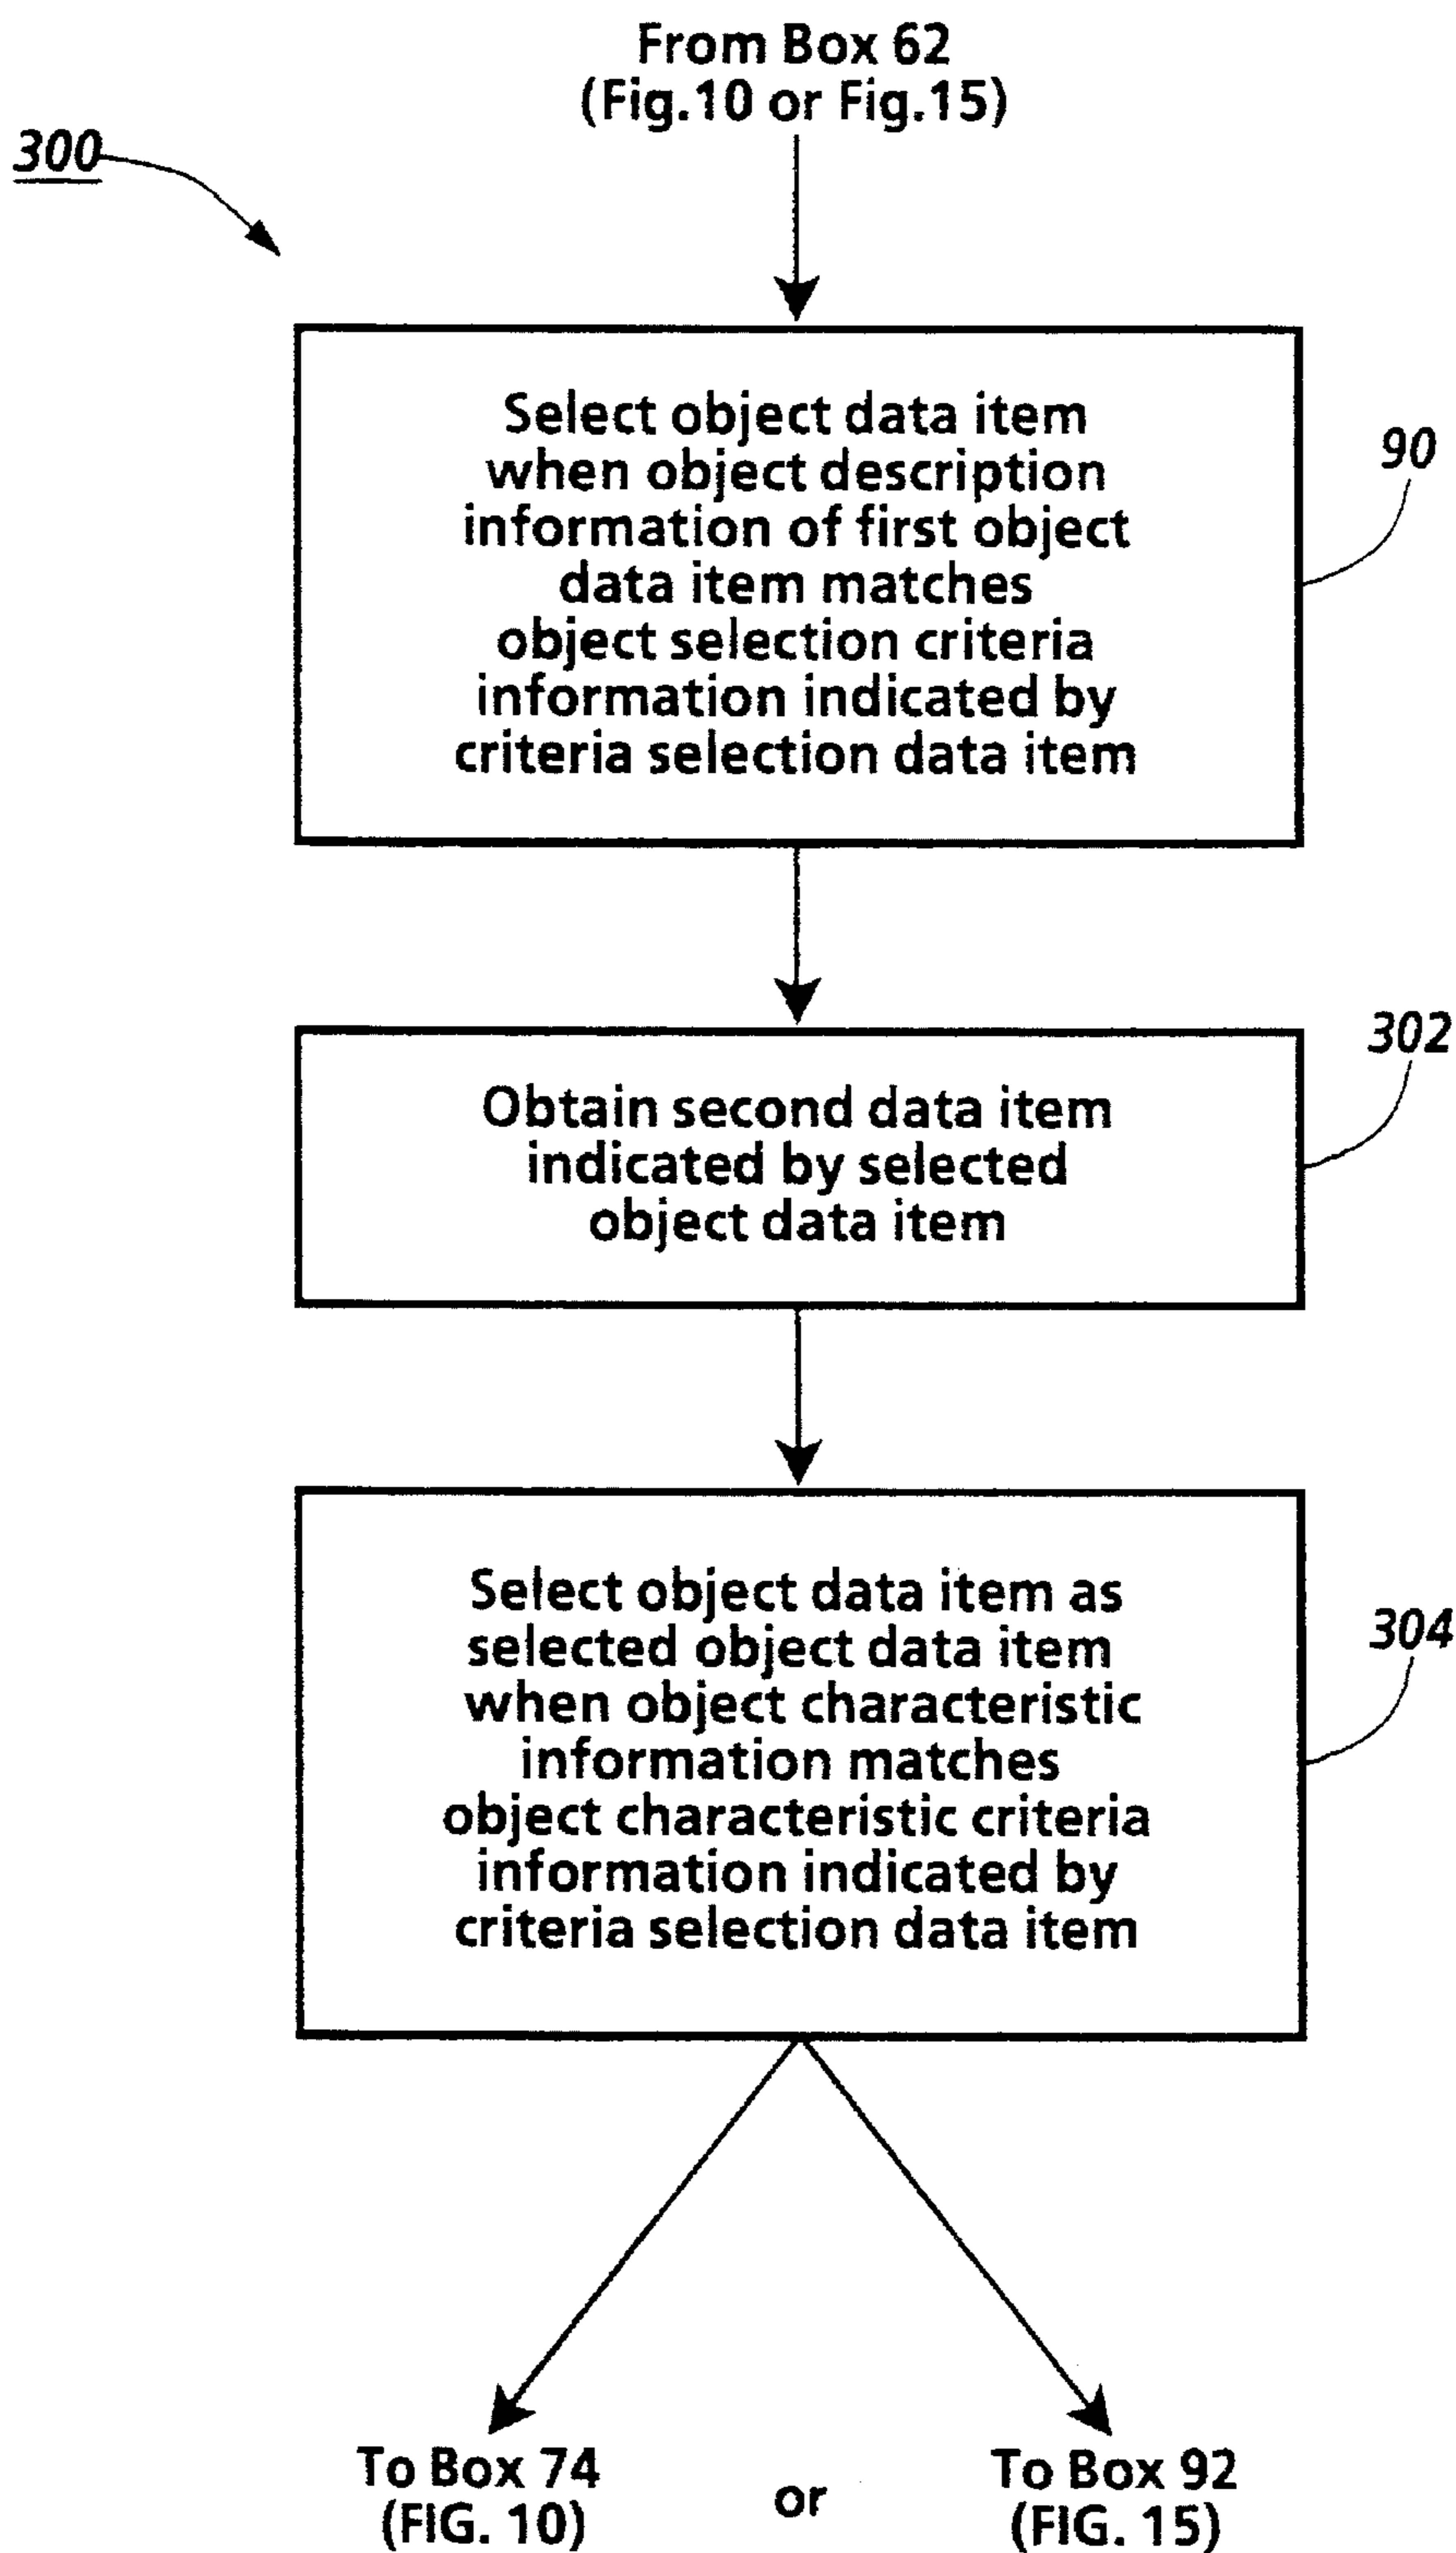 From Box 62
(Fig.10 or Fig.15)
300
Select object data item
when object description
information of first object
data item matches
object selection criteria
information indicated by
criteria selection data item
90
Obtain second data item
indicated by selected
object data item
302
Select object data item as
selected object data item
when object characteristic
information matches
object characteristic criteria
information indicated by
criteria selection data item
304
To Box 74
(FIG. 10)
or
To Box 92
(FIG. 15)